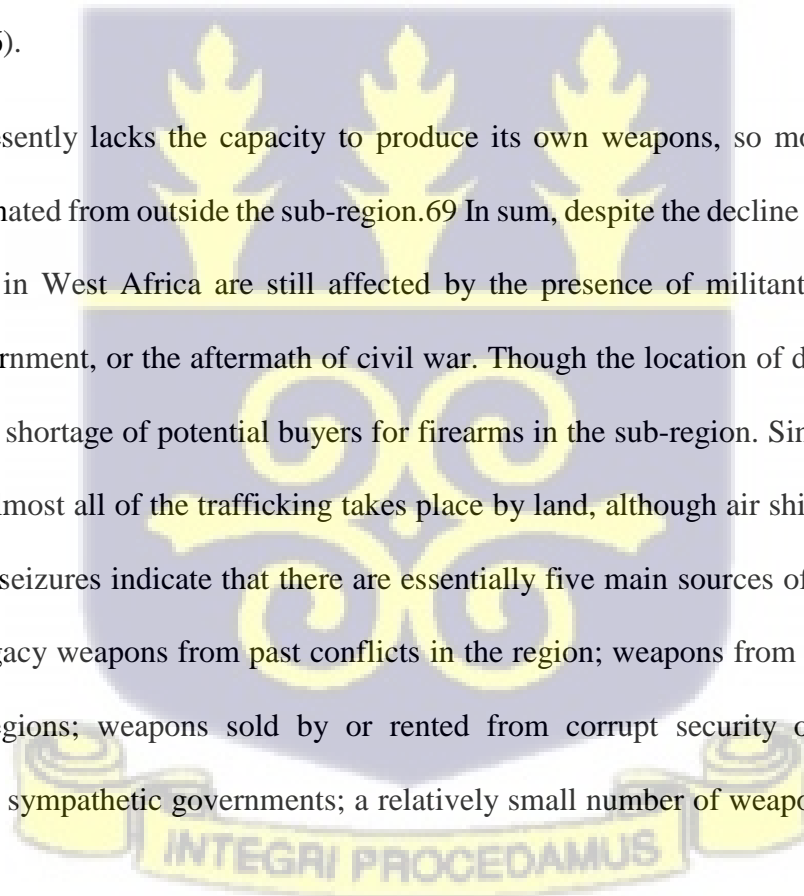 6).
esently lacks the capacity to produce its own weapons, so mo
nated from outside the sub-region.69 In sum, despite the decline
in West Africa are still affected by the presence of militant
ernment, or the aftermath of civil war. Though the location of d
shortage of potential buyers for firearms in the sub-region. Sin
lmost all of the trafficking takes place by land, although air shi
seizures indicate that there are essentially five main sources of
gacy weapons from past conflicts in the region; weapons from
egions; weapons sold by or rented from corrupt security o
sympathetic governments; a relatively small number of weapo
INTEGRI PROCEDAMUS